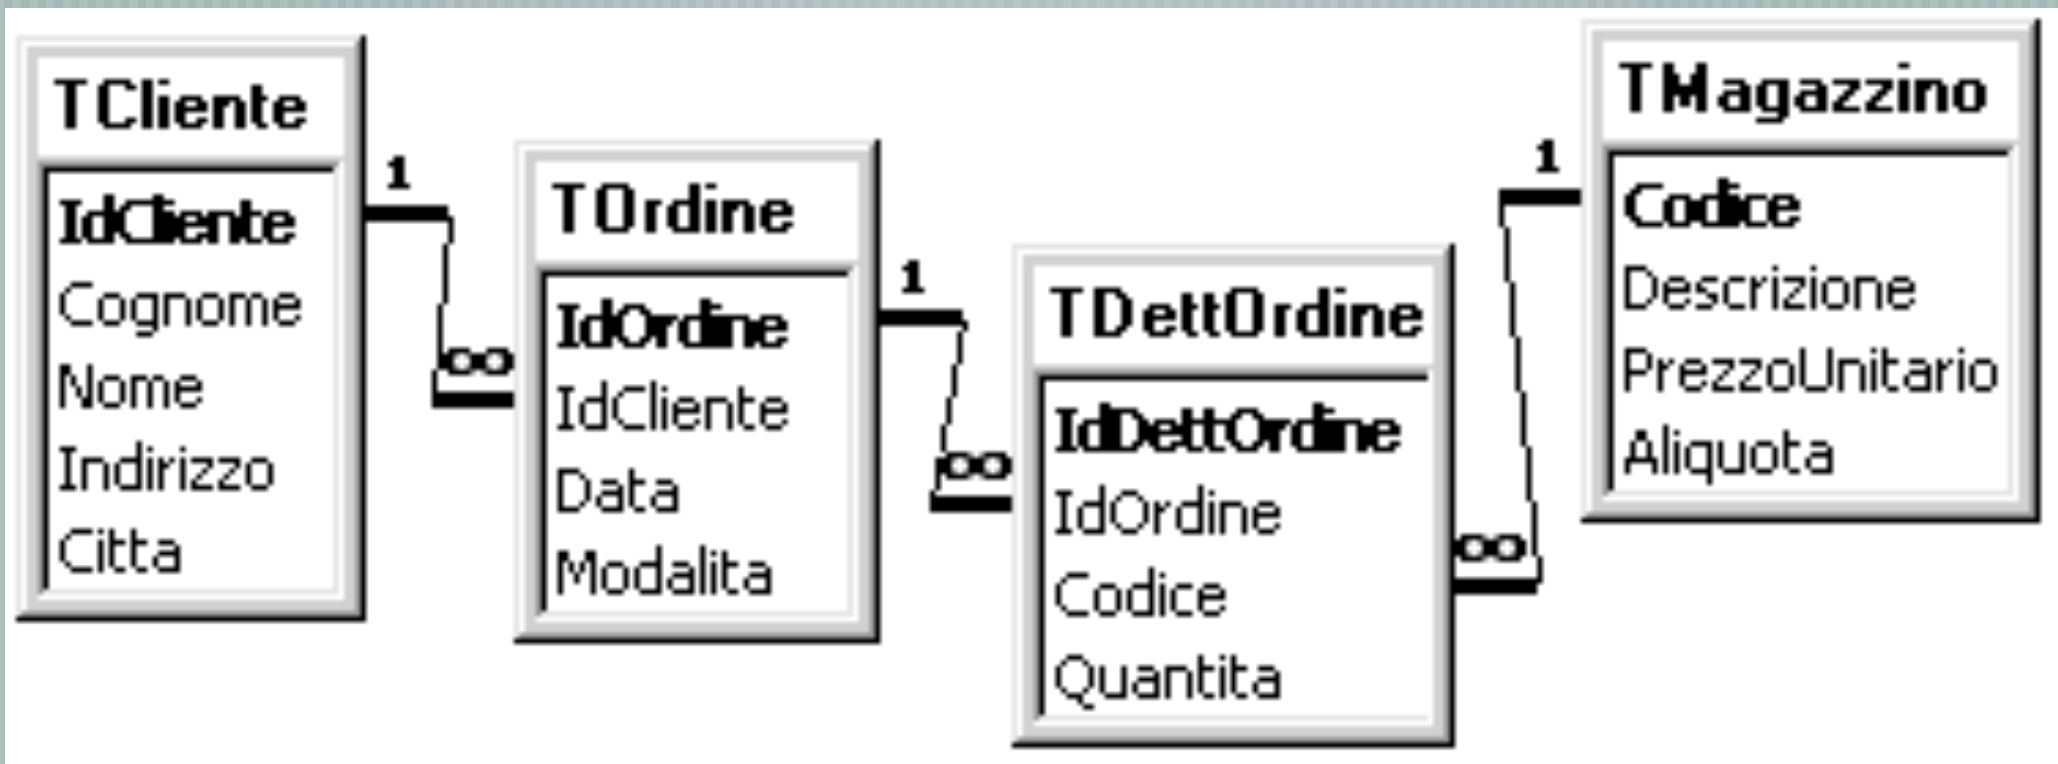 TCliente
IdCliente
Cognome
Nome
Indirizzo
Citta
1
∞
TOrdine
IdOrdine
IdCliente
Data
Modalita
1
∞
TDettOrdine
IdDettOrdine
IdOrdine
Codice
Quantita
1
∞
TMagazzino
Codice
Descrizione
PrezzoUnitario
Aliquota